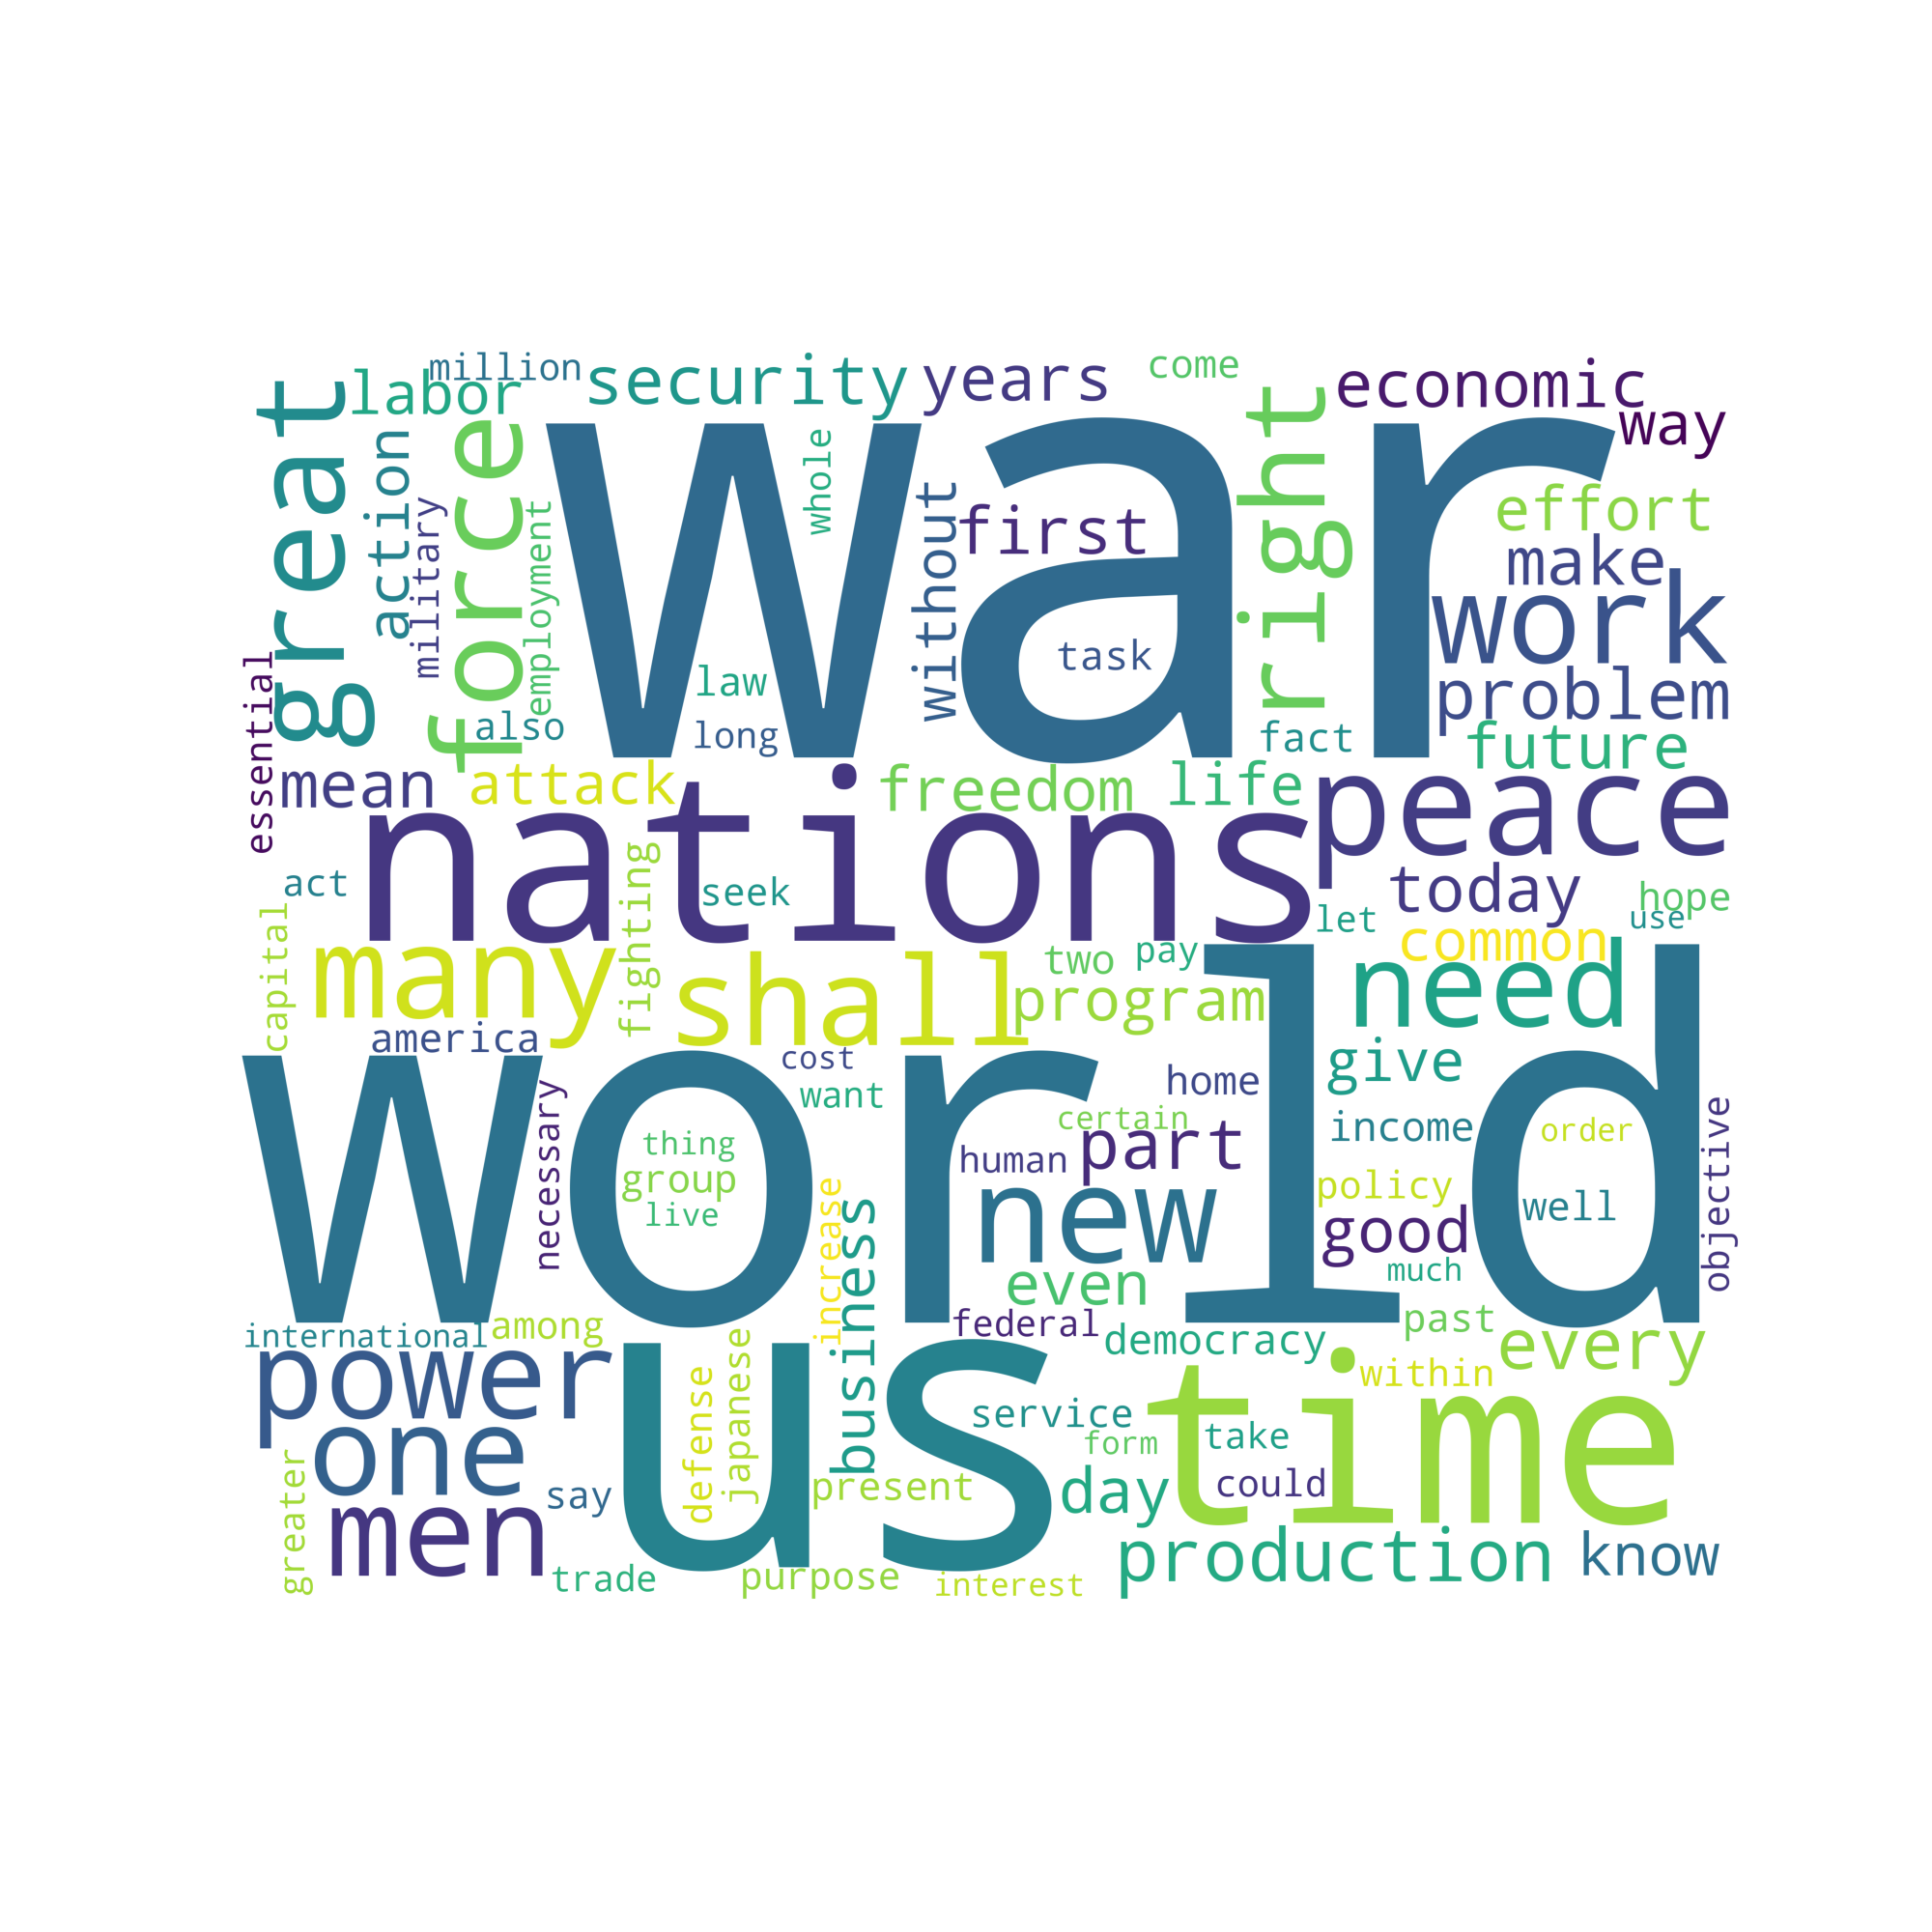 million
security
years
come
economic
labor
way
great
action
force
military
employment
whole
war
without
first
right
effort
make
work
task
law
problem
essential
also
long
fact
future
mean
attack
freedom
life
peace
nations
act
seek
today
hope
let
use
capital
fighting
many
shall
two
pay
common
program
need
america
cost
want
home
give
world
necessary
thing
group
live
certain
human
part
new
income
order
objective
policy
well
good
increase
business
even
much
international
among
federal
democracy
past
every
power
us
defense
japanese
within
time
one
service
form
take
say
present
day
could
greater
men
production
know
trade
purpose
interest